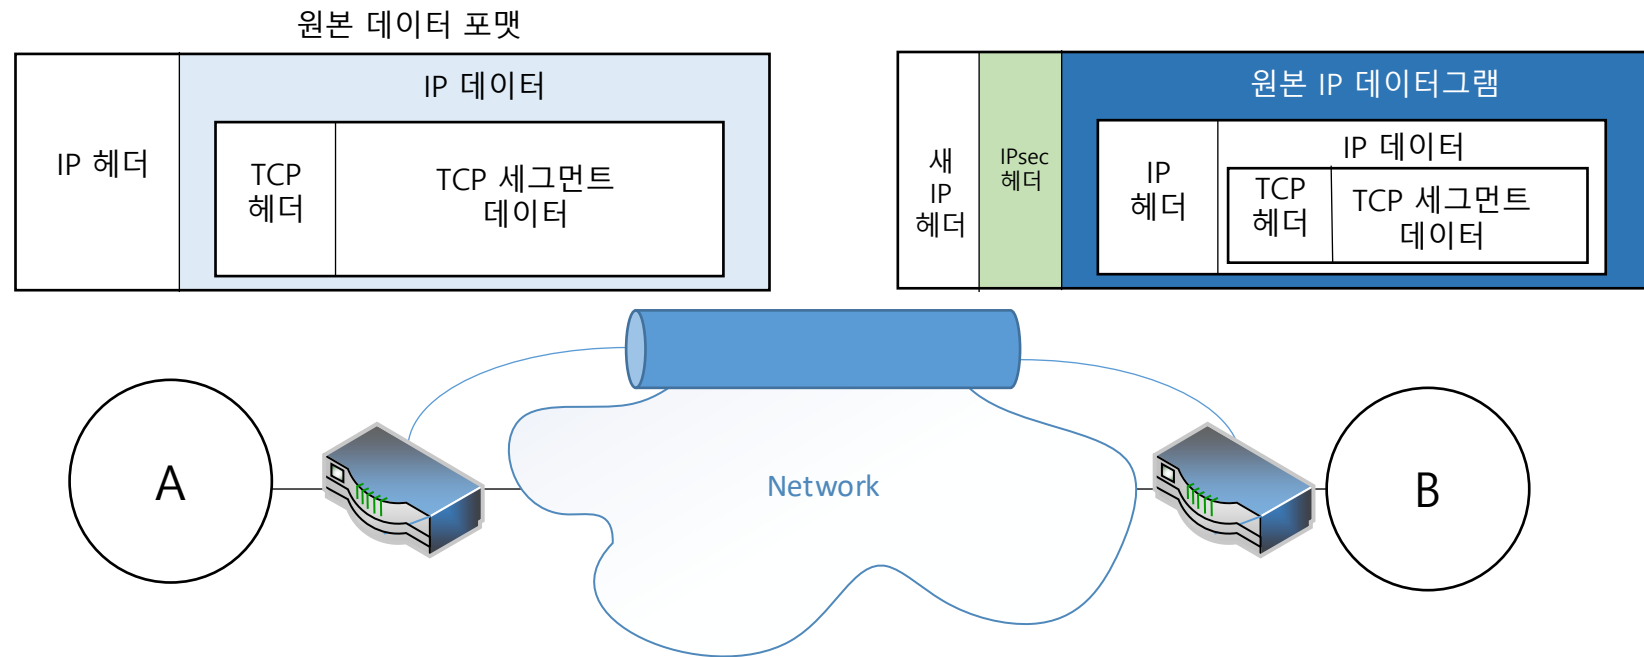 원본 데이터 포맷
IP 헤더
IP 데이터
TCP
헤더
TCP 세그먼트
데이터
새
IP
헤더
IPsec
헤더
원본 IP 데이터그램
IP
헤더
IP 데이터
TCP
헤더
TCP 세그먼트
데이터
A
Network
B